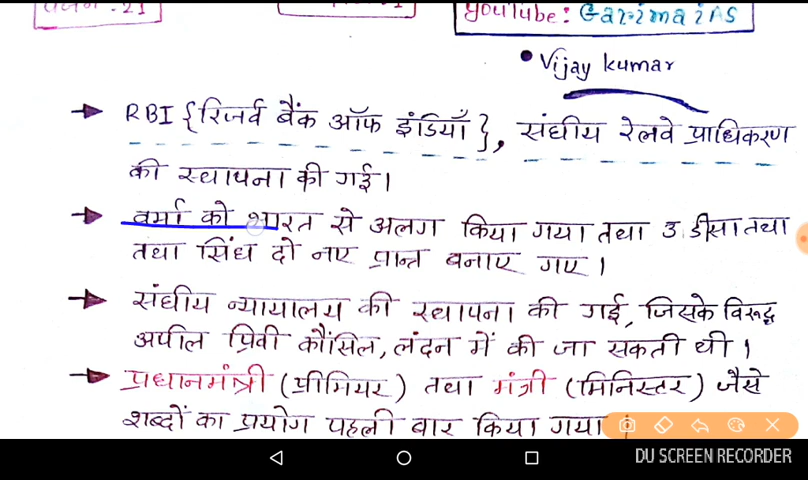 YouTube: GarimaIAS
• Vijay kumar
→ RBI {रिजर्व बैंक ऑफ इंडियाँ}, संघीय रेलवे प्राधिकरण
की स्थापना की गई।
→ वर्मा को भारत से अलग किया गया तथा उड़ीसा तथा
तथा सिंध दो नए प्रान्त बनाए गए।
→ संघीय न्यायालय की स्थापना की गई, जिसके विरुद्ध
अपील प्रिवी कौंसिल, लंदन में की जा सकती थी।
→ प्रधानमंत्री (प्रीमियर) तथा मंत्री (मिनिस्टर) जैसे
शब्दों का प्रयोग पहली बार किया गया।
DU SCREEN RECORDER